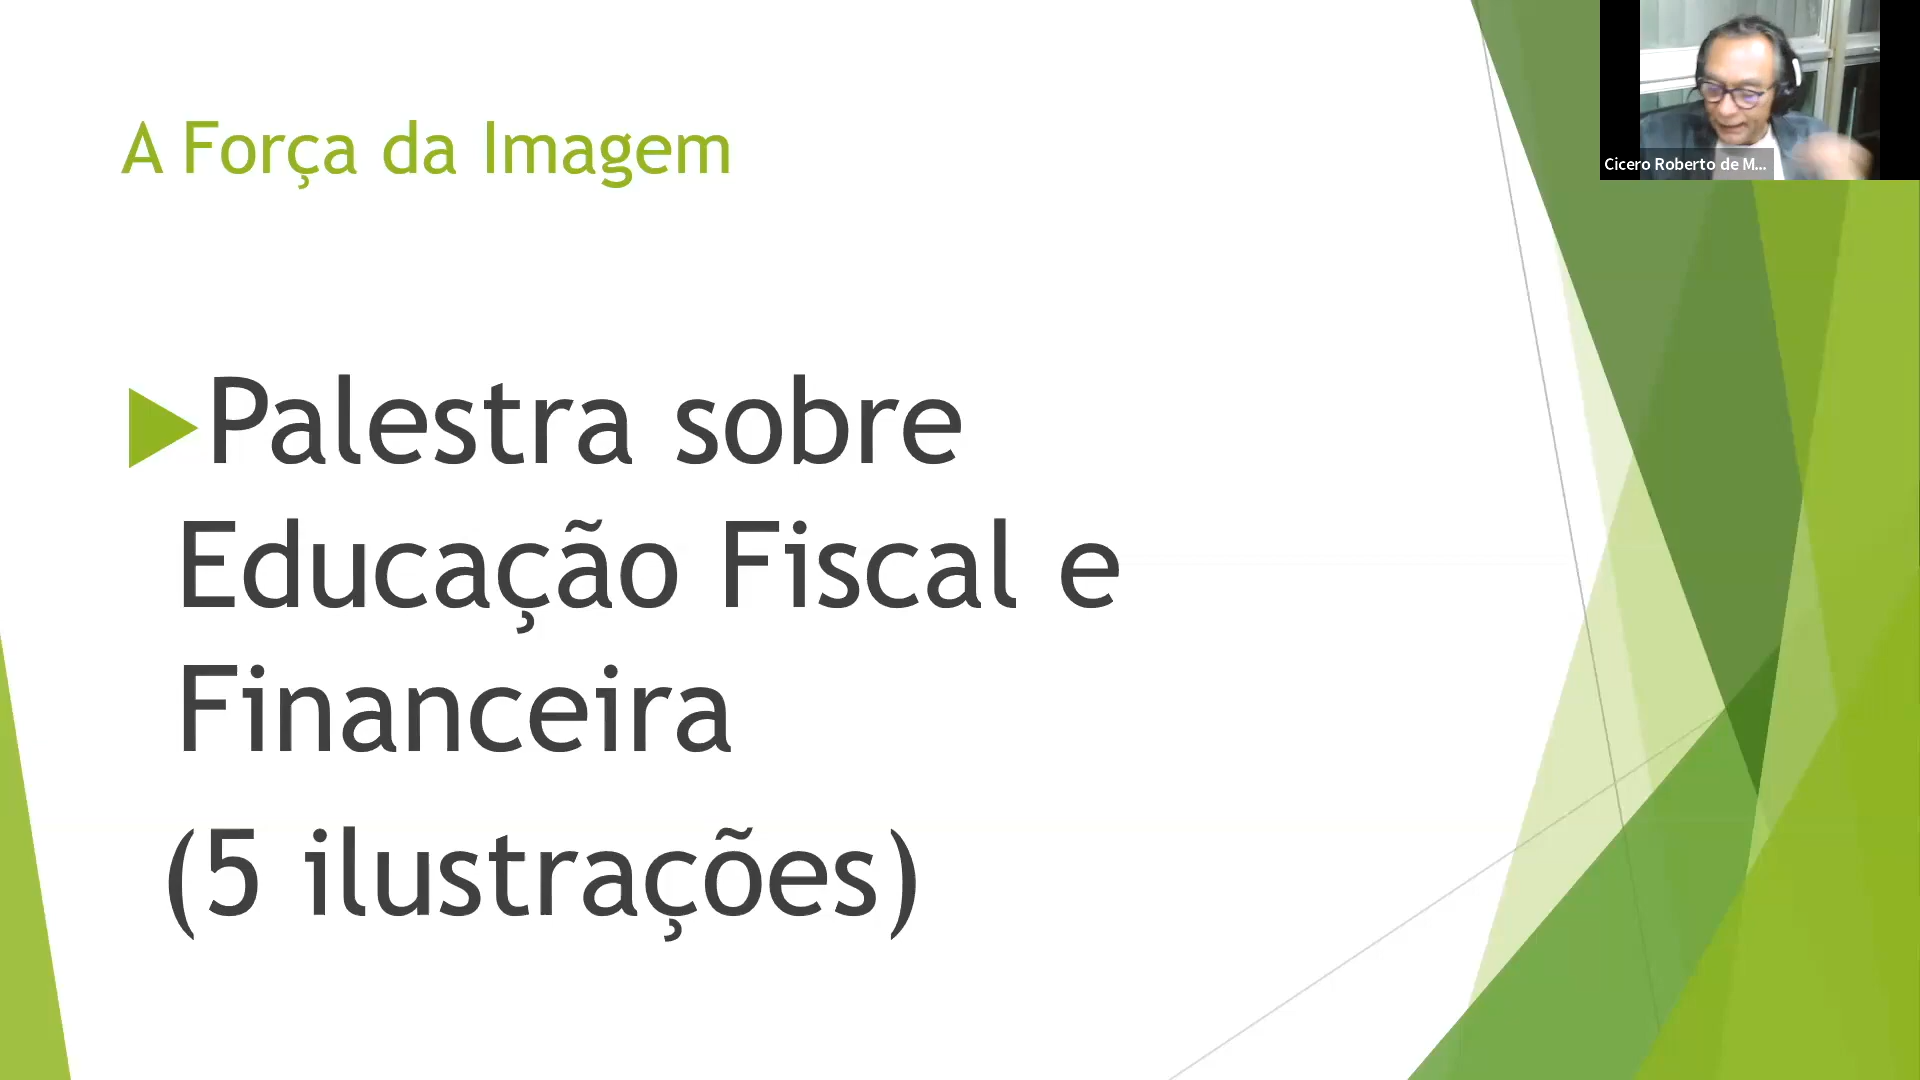 A Força da Imagem
Cicero Roberto de M...
Palestra sobre
Educação Fiscal e
Financeira
(5 ilustrações)